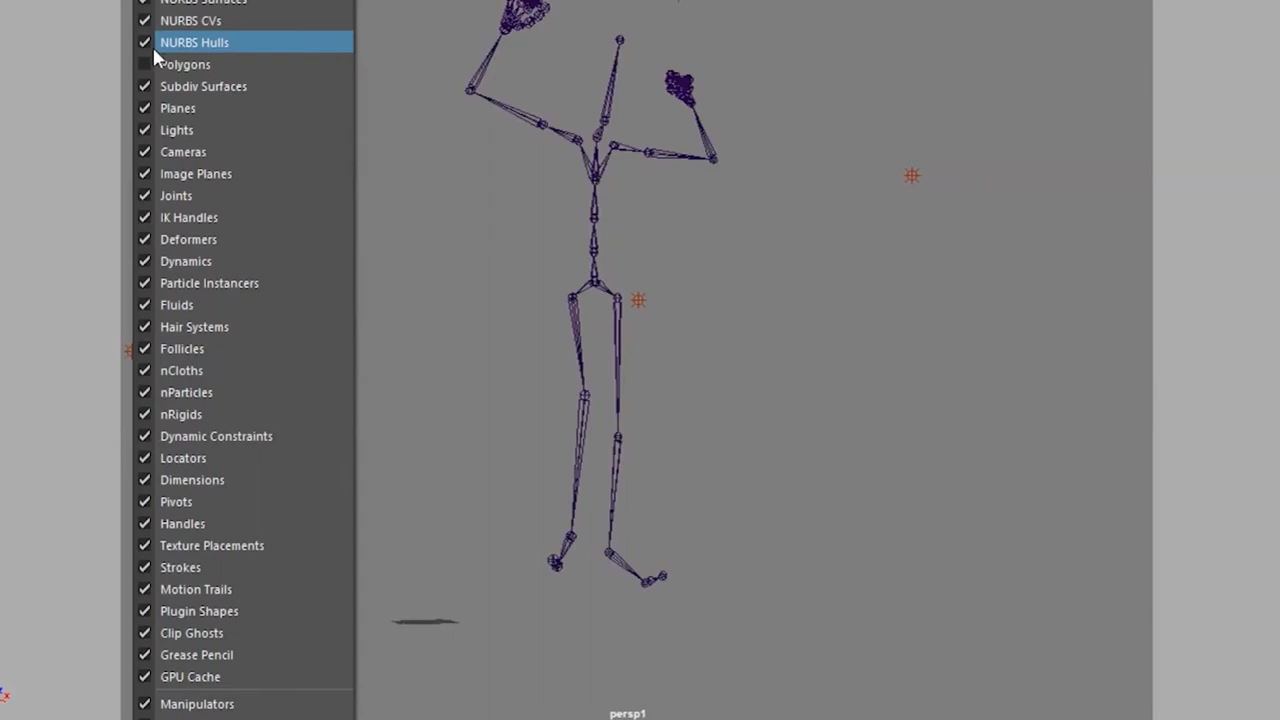 NURBS Surfaces
NURBS CVs
NURBS Hulls
Polygons
Subdiv Surfaces
Planes
Lights
Cameras
Image Planes
Joints
IK Handles
Deformers
Dynamics
Particle Instancers
Fluids
Hair Systems
Follicles
nCloths
nParticles
nRigids
Dynamic Constraints
Locators
Dimensions
Pivots
Handles
Texture Placements
Strokes
Motion Trails
Plugin Shapes
Clip Ghosts
Grease Pencil
GPU Cache
Manipulators
persp1
x